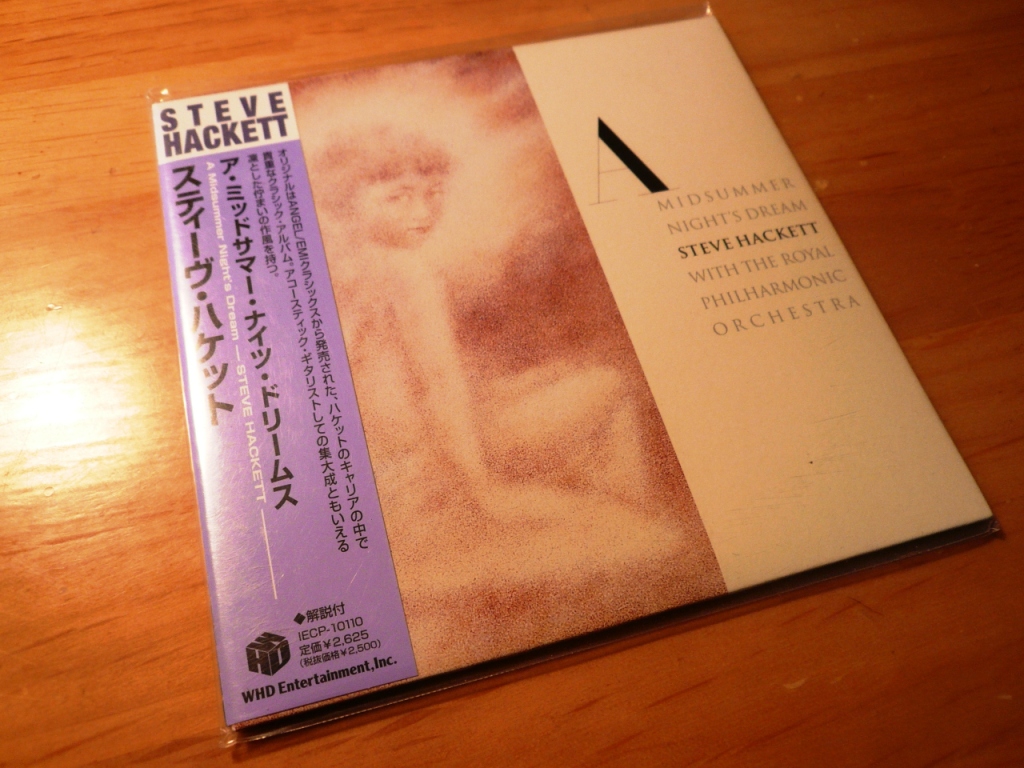 STEVE
HACKETT
オリジナルはANGEL/EMIクラシックスから発売された、ハケットのキャリアの中で
貴重なクラシック・アルバム。アコースティック・ギタリストしての集大成ともいえる
凛とした佇まいの作風を持つ。
ア・ミッドサマー・ナイツ・ドリームス
A Midsummer Night's Dream — STEVE HACKETT
スティーヴ・ハケット
◆解説付
IECP-10110
定価¥2,625
(税抜価格¥2,500)
WHD
WHD Entertainment,Inc.
A
MIDSUMMER
NIGHT'S DREAM
STEVE HACKETT
WITH THE ROYAL
PHILHARMONIC
ORCHESTRA